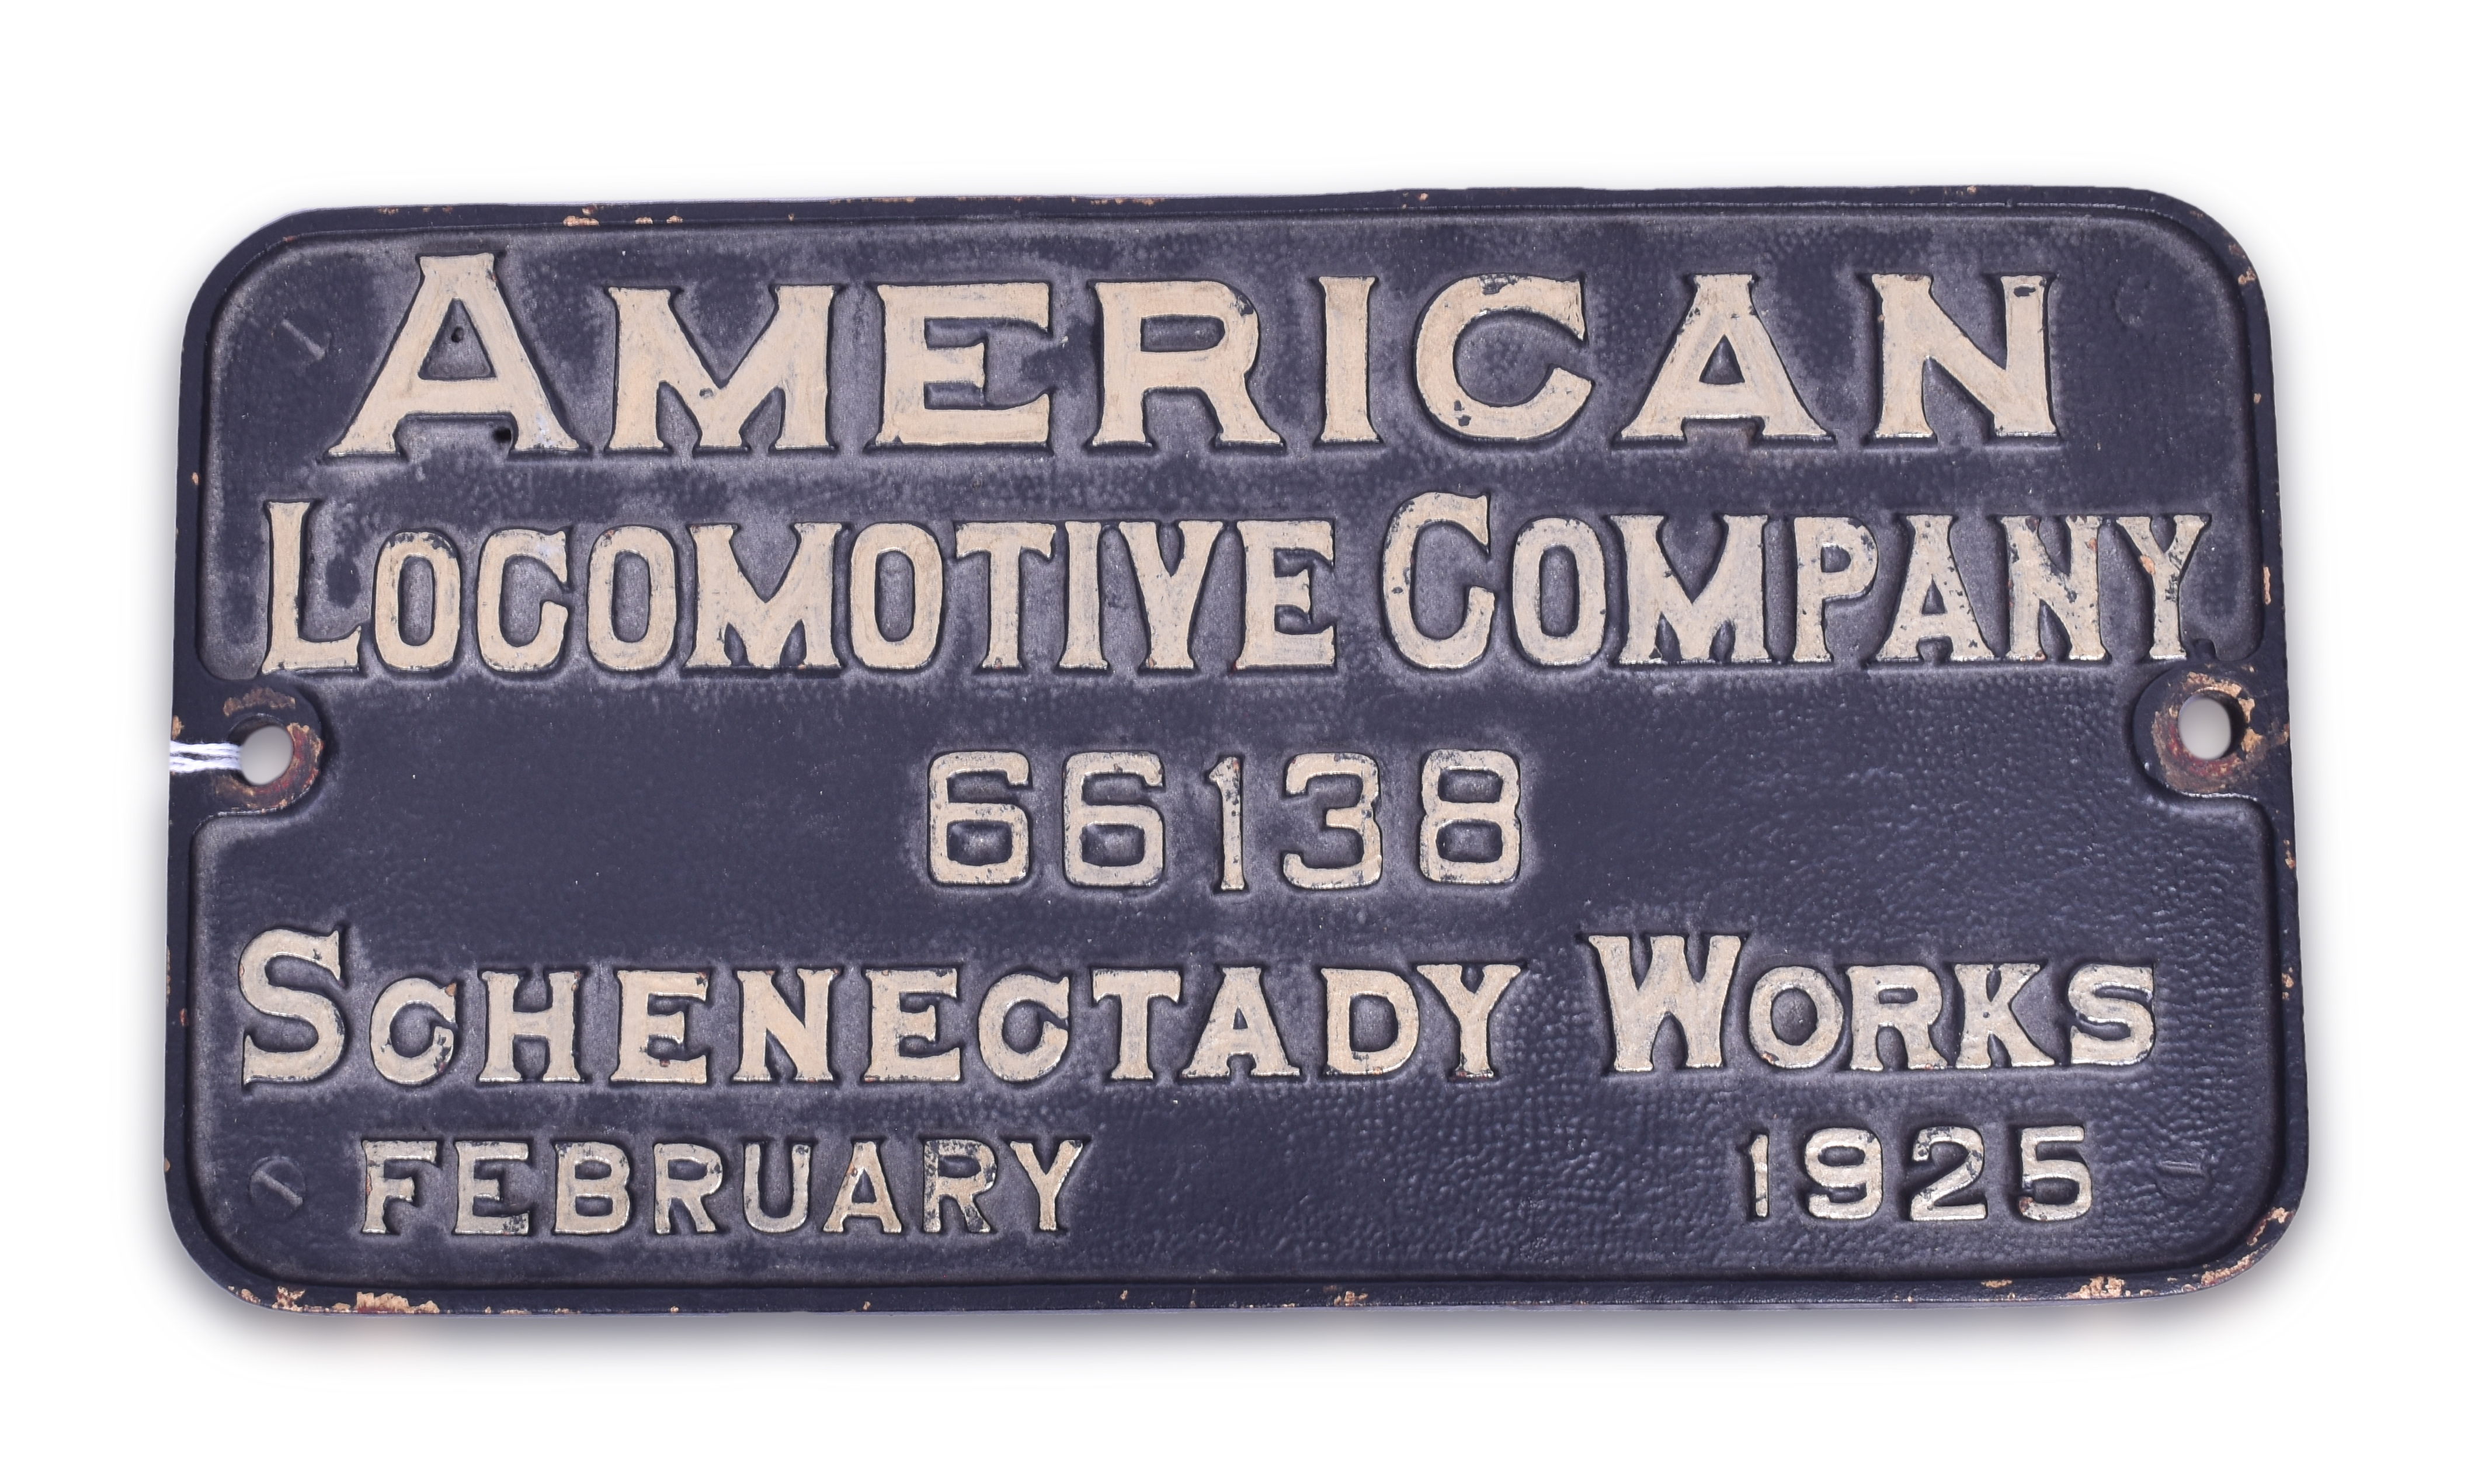 AMERICAN
LOCOMOTIVE COMPANY
66138
SCHENECTADY WORKS
FEBRUARY 1925